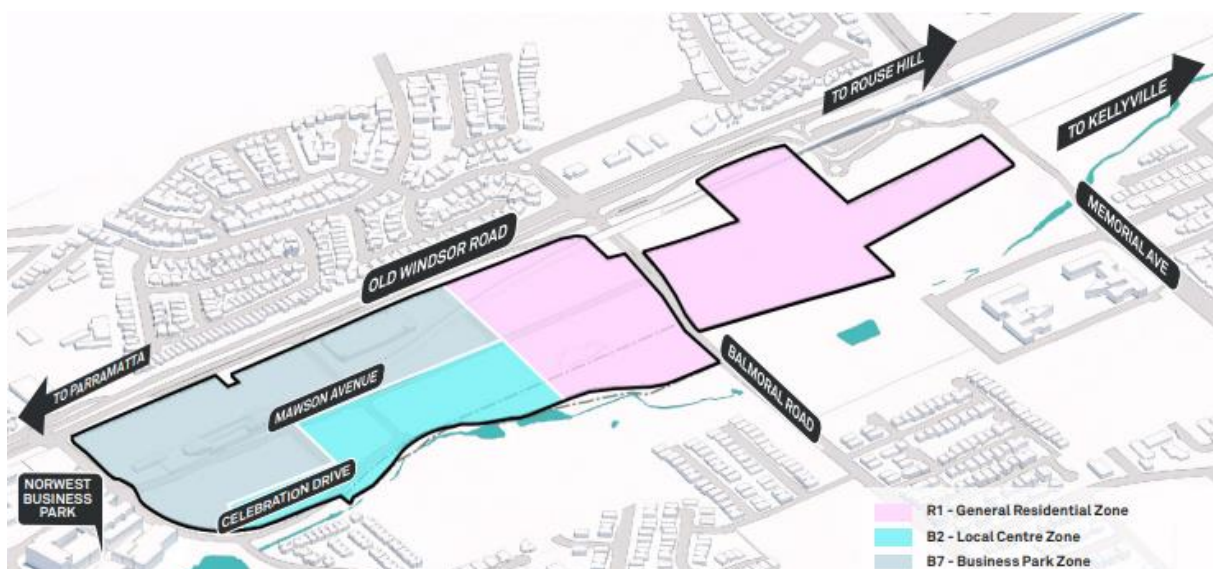 TO ROUSE HILL
TO KELLYVILLE
MEMORIAL AVE
OLD WINDSOR ROAD
TO PARRAMATTA
MAWSON AVENUE
BALMORAL ROAD
CELEBRATION DRIVE
NORWEST
BUSINESS
PARK
R1 - General Residential Zone
B2 - Local Centre Zone
B7 - Business Park Zone